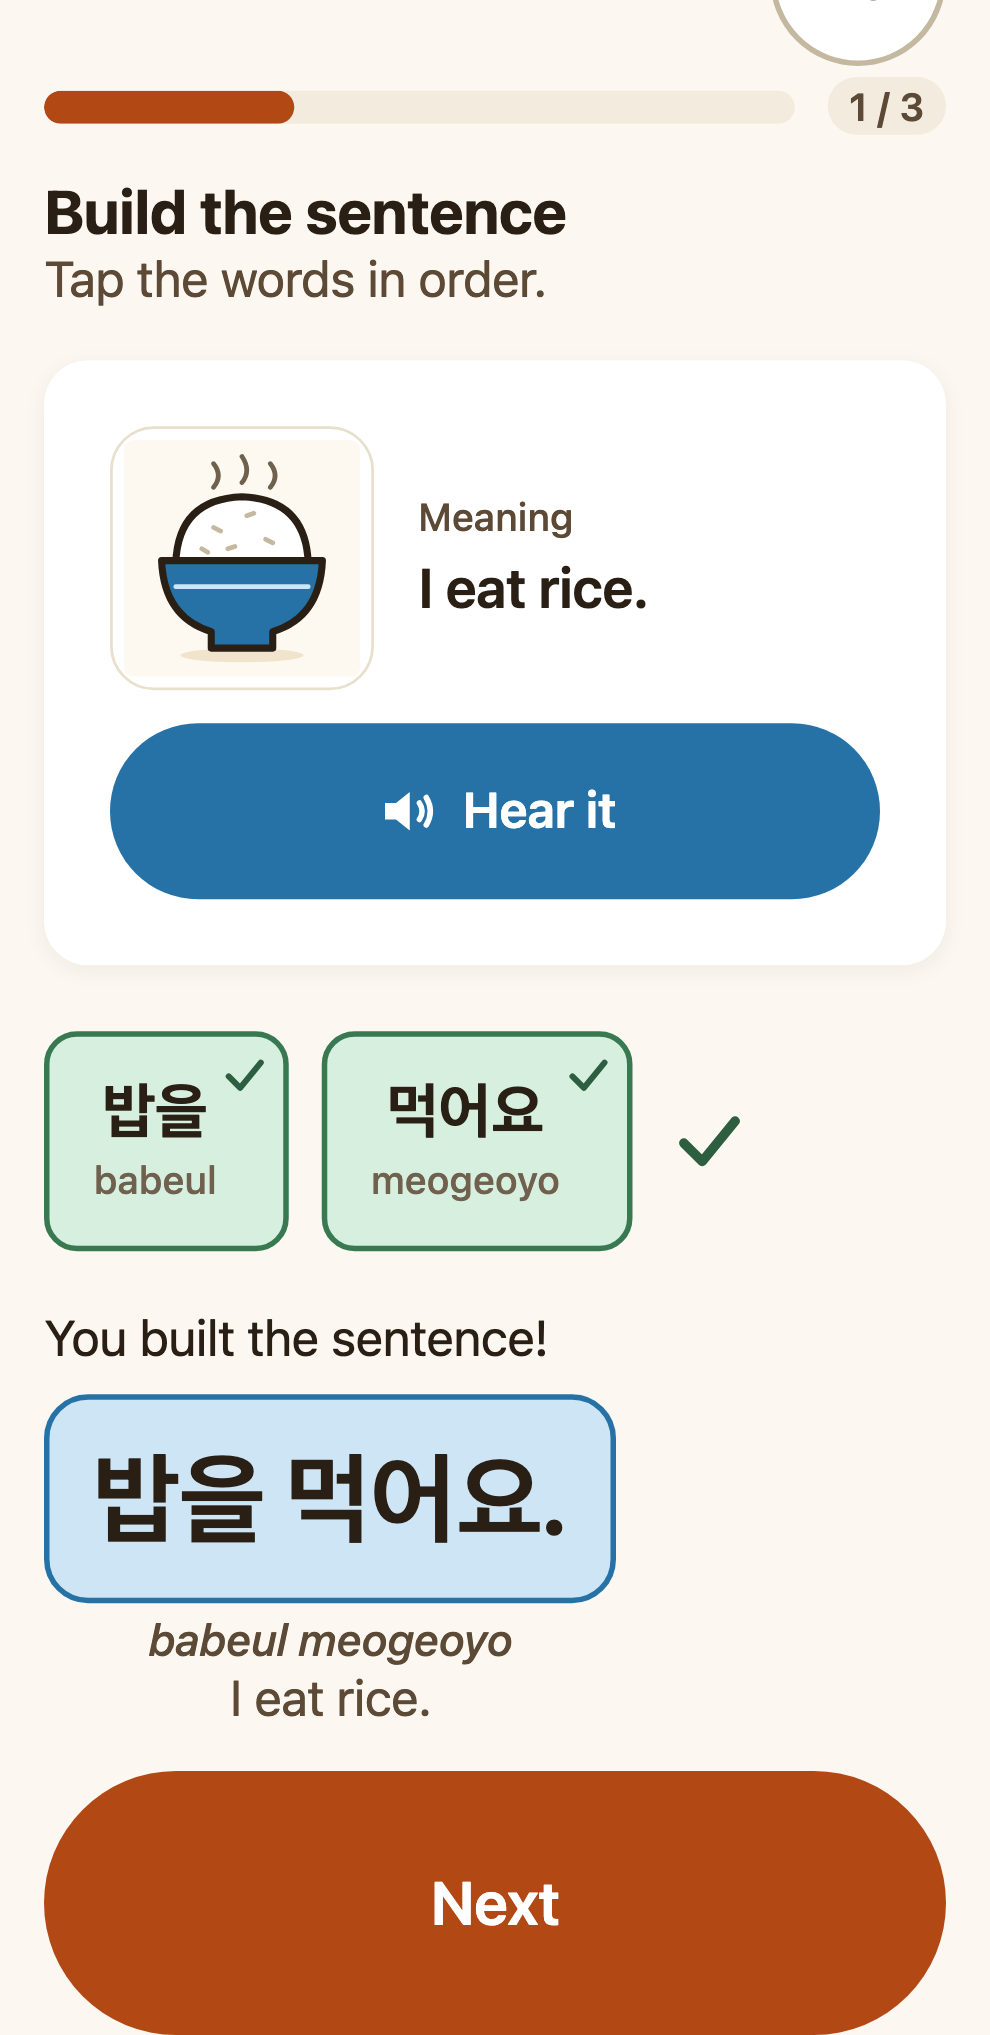 1 / 3
Build the sentence
Tap the words in order.
Meaning
I eat rice.
Hear it
밥을
babeul
먹어요
meogeoyo
You built the sentence!
밥을 먹어요.
babeul meogeoyo
I eat rice.
Next